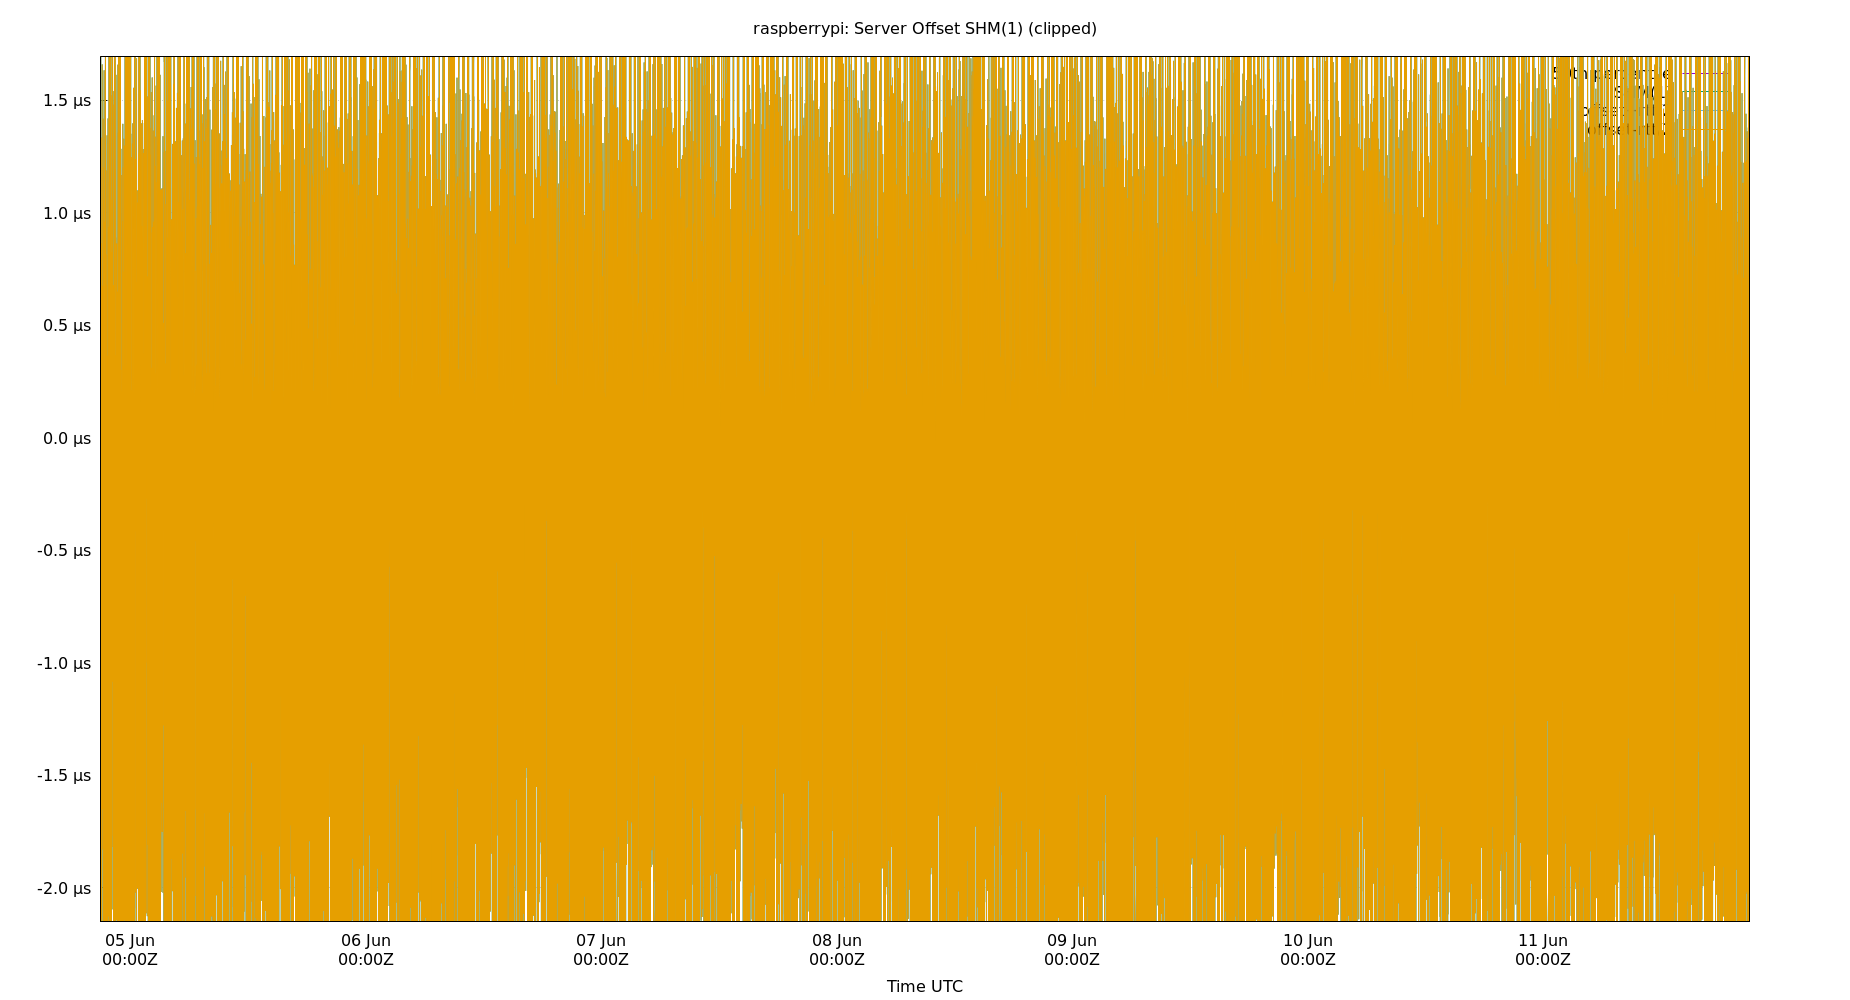 raspberrypi: Server Offset SHM(1) (clipped)
1.5 µs
1.0 µs
0.5 µs
0.0 µs
-0.5 µs
-1.0 µs
-1.5 µs
-2.0 µs
05 Jun 06 Jun 07 Jun 08 Jun 09 Jun 10 Jun 11 Jun
00:00Z 00:00Z 00:00Z 00:00Z 00:00Z 00:00Z 00:00Z
Time UTC